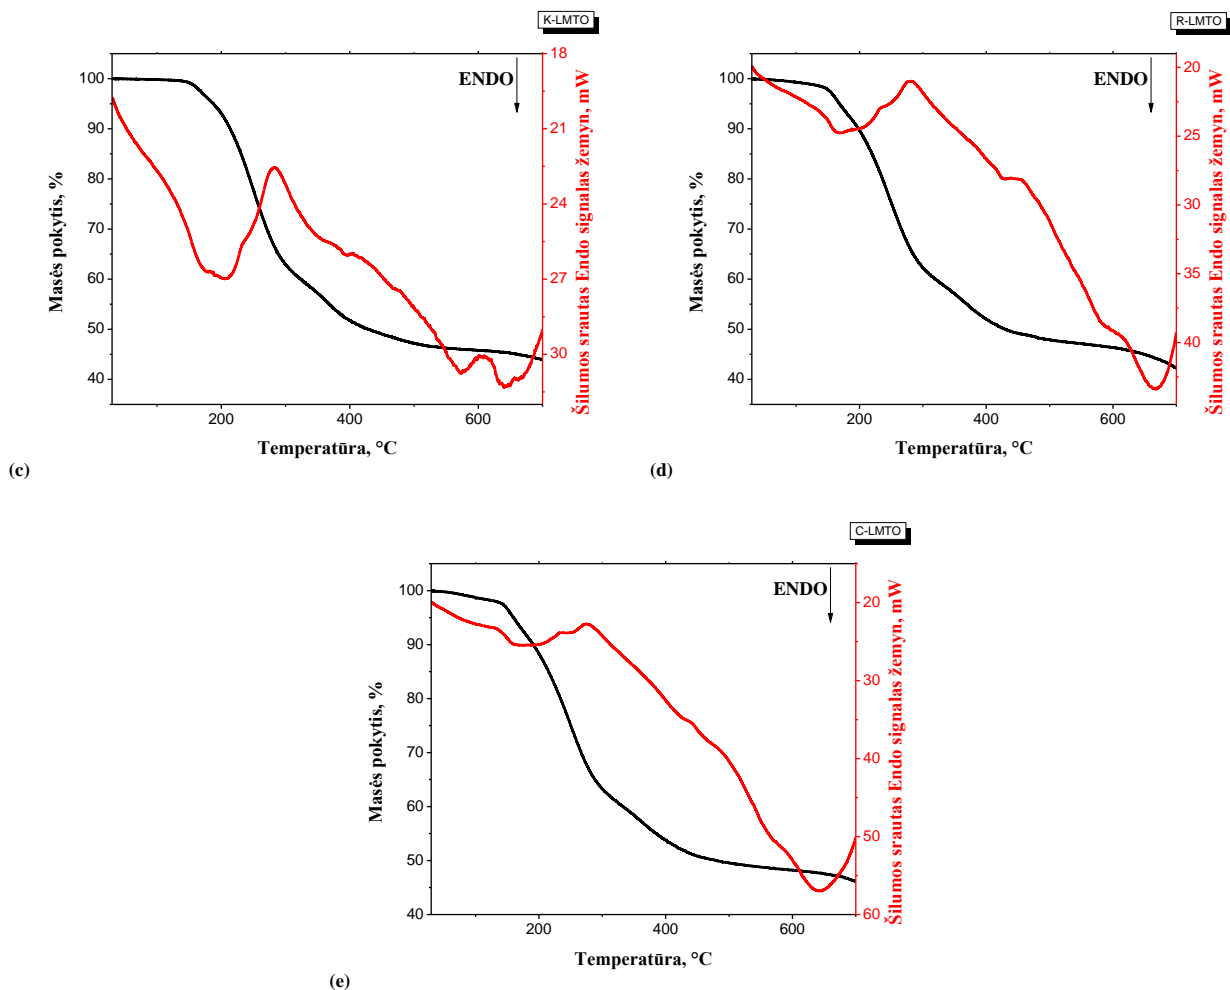 K-LMTO
ENDO
100
90
80
70
60
50
40
18
21
24
27
30
200
400
600
Masės pokytis, %
Šilumos srautas Endo signalas žemyn, mW
Temperatūra, °C
(c)
R-LMTO
ENDO
100
90
80
70
60
50
40
20
25
30
35
40
200
400
600
Masės pokytis, %
Šilumos srautas Endo signalas žemyn, mW
Temperatūra, °C
(d)
C-LMTO
ENDO
100
90
80
70
60
50
40
20
30
40
50
60
200
400
600
Masės pokytis, %
Šilumos srautas Endo signalas žemyn, mW
Temperatūra, °C
(e)